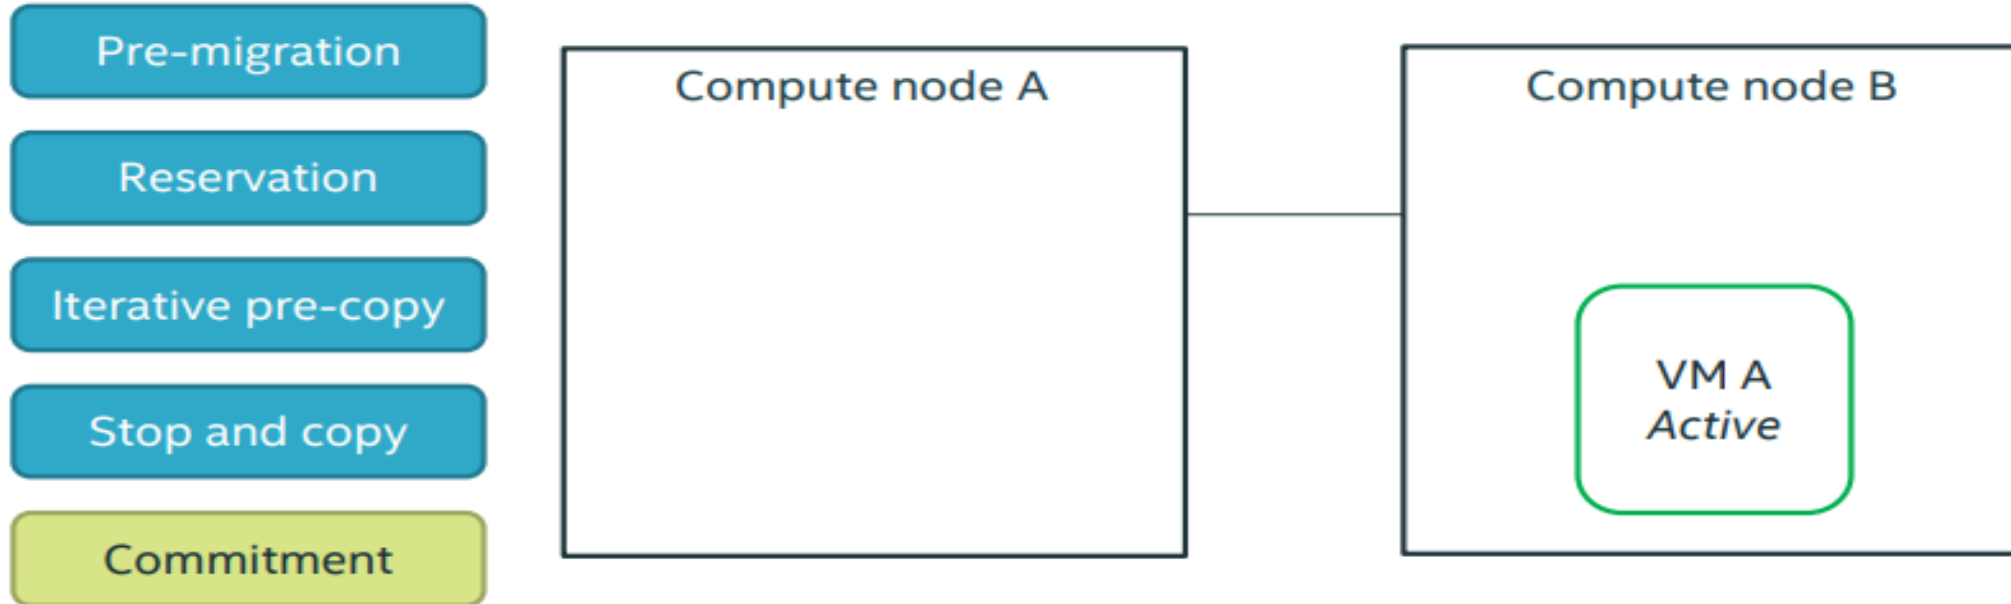 Pre-migration
Reservation
Iterative pre-copy
Stop and copy
Commitment
Compute node A
Compute node B
VM A
Active